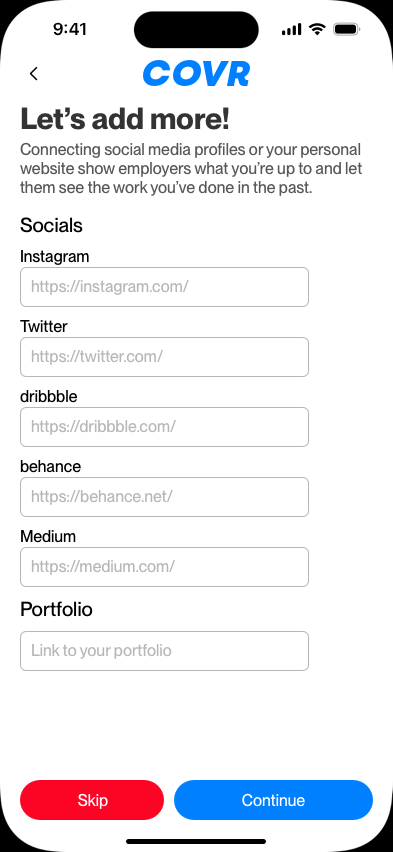 9:41
COVR
Let's add more!
Connecting social media profiles or your personal
website show employers what you're up to and let
them see the work you've done in the past.
Socials
Instagram
https://instagram.com/
Twitter
https://twitter.com/
dribbble
https://dribbble.com/
behance
https://behance.net/
Medium
https://medium.com/
Portfolio
Link to your portfolio
Skip
Continue